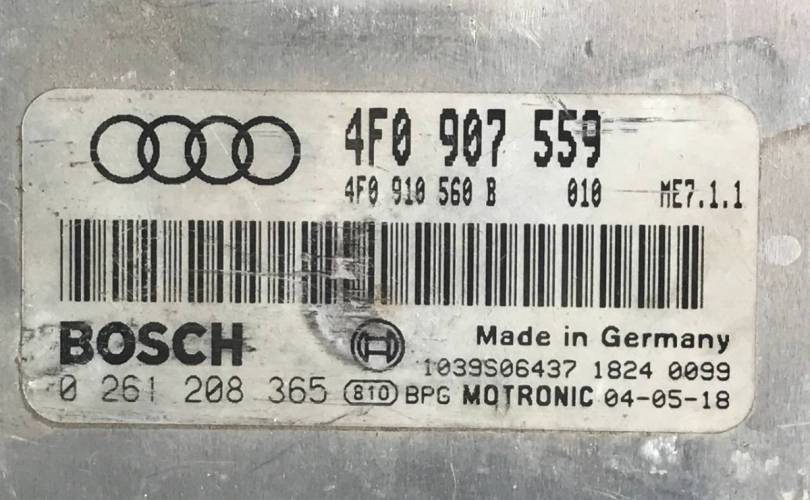 4F0 907 559
4F0 910 560 B 010 ME7.1.1
BOSCH
Made in Germany
1039S06437 1824 0099
0 261 208 365 810 BPG MOTRONIC 04-05-18